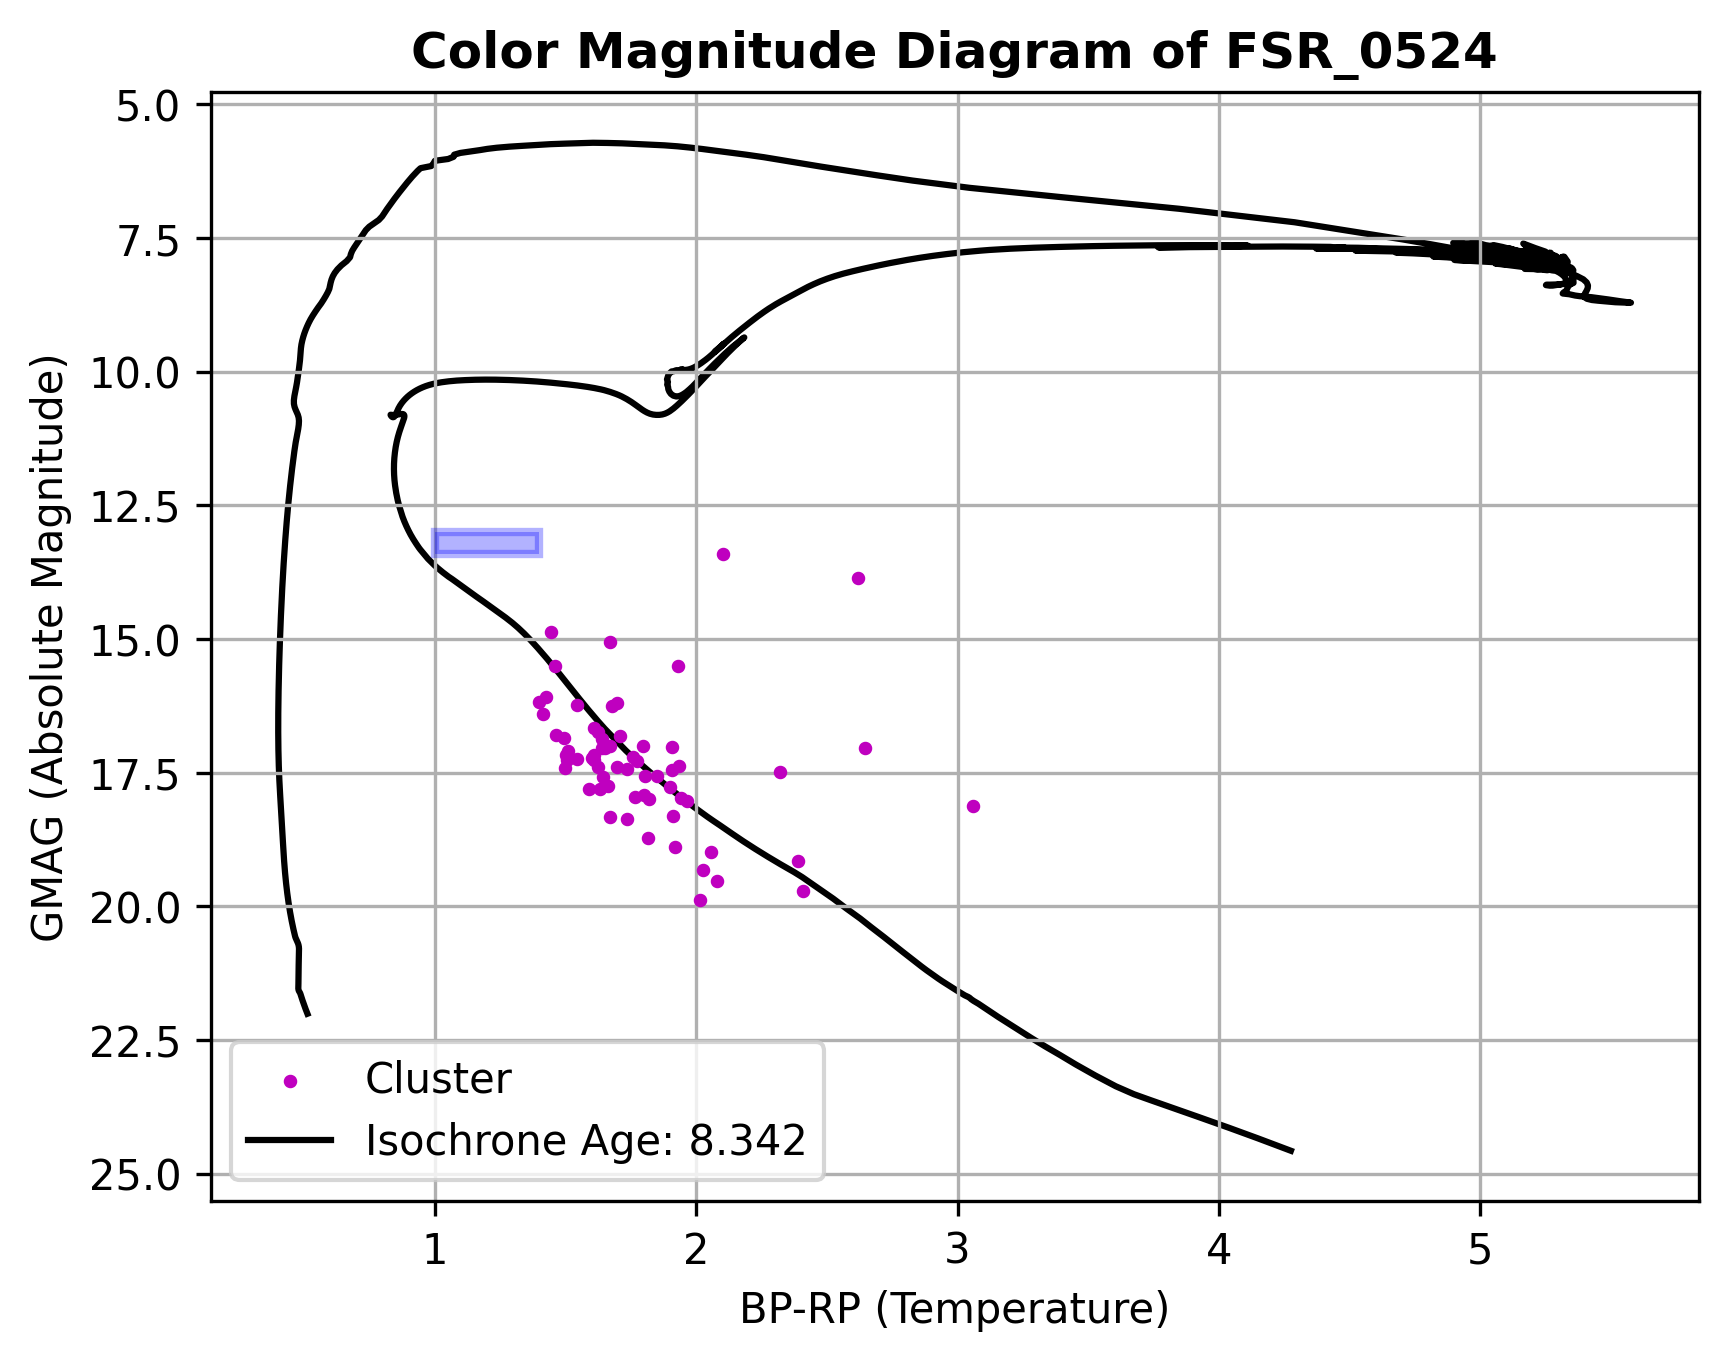 Color Magnitude Diagram of FSR_0524
GMAG (Absolute Magnitude)
5.0
7.5
10.0
12.5
15.0
17.5
20.0
22.5
25.0
Cluster
Isochrone Age: 8.342
1 2 3 4 5
BP-RP (Temperature)